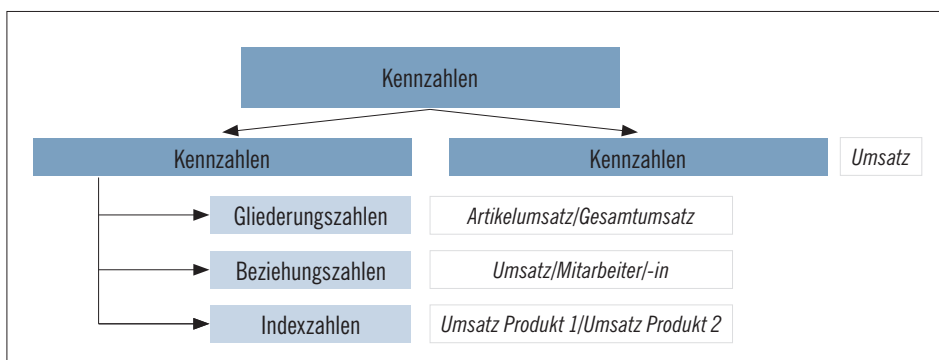 Kennzahlen
Kennzahlen
Kennzahlen
Umsatz
Gliederungszahlen
Artikelumsatz/Gesamtumsatz
Beziehungszahlen
Umsatz/Mitarbeiter/-in
Indexzahlen
Umsatz Produkt 1/Umsatz Produkt 2